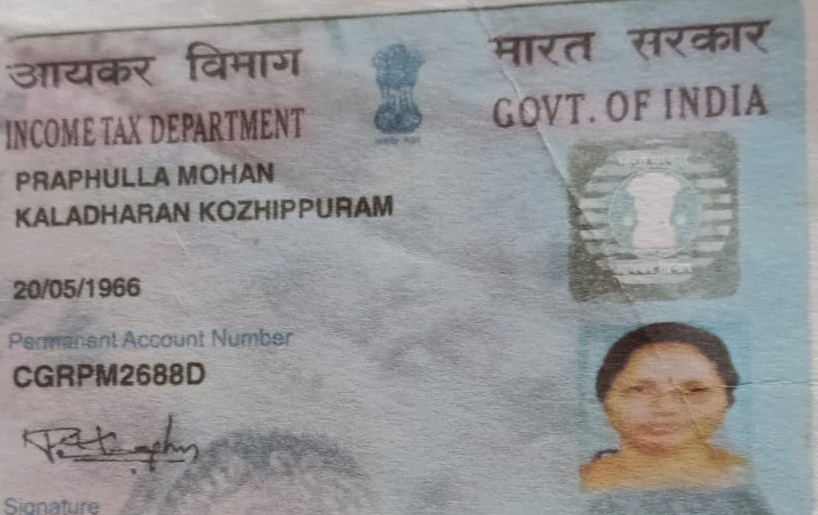 आयकर विभाग
भारत सरकार
INCOME TAX DEPARTMENT
GOVT. OF INDIA
PRAPHULLA MOHAN
KALADHARAN KOZHIPPURAM
20/05/1966
Permanent Account Number
CGRPM2688D
Signature